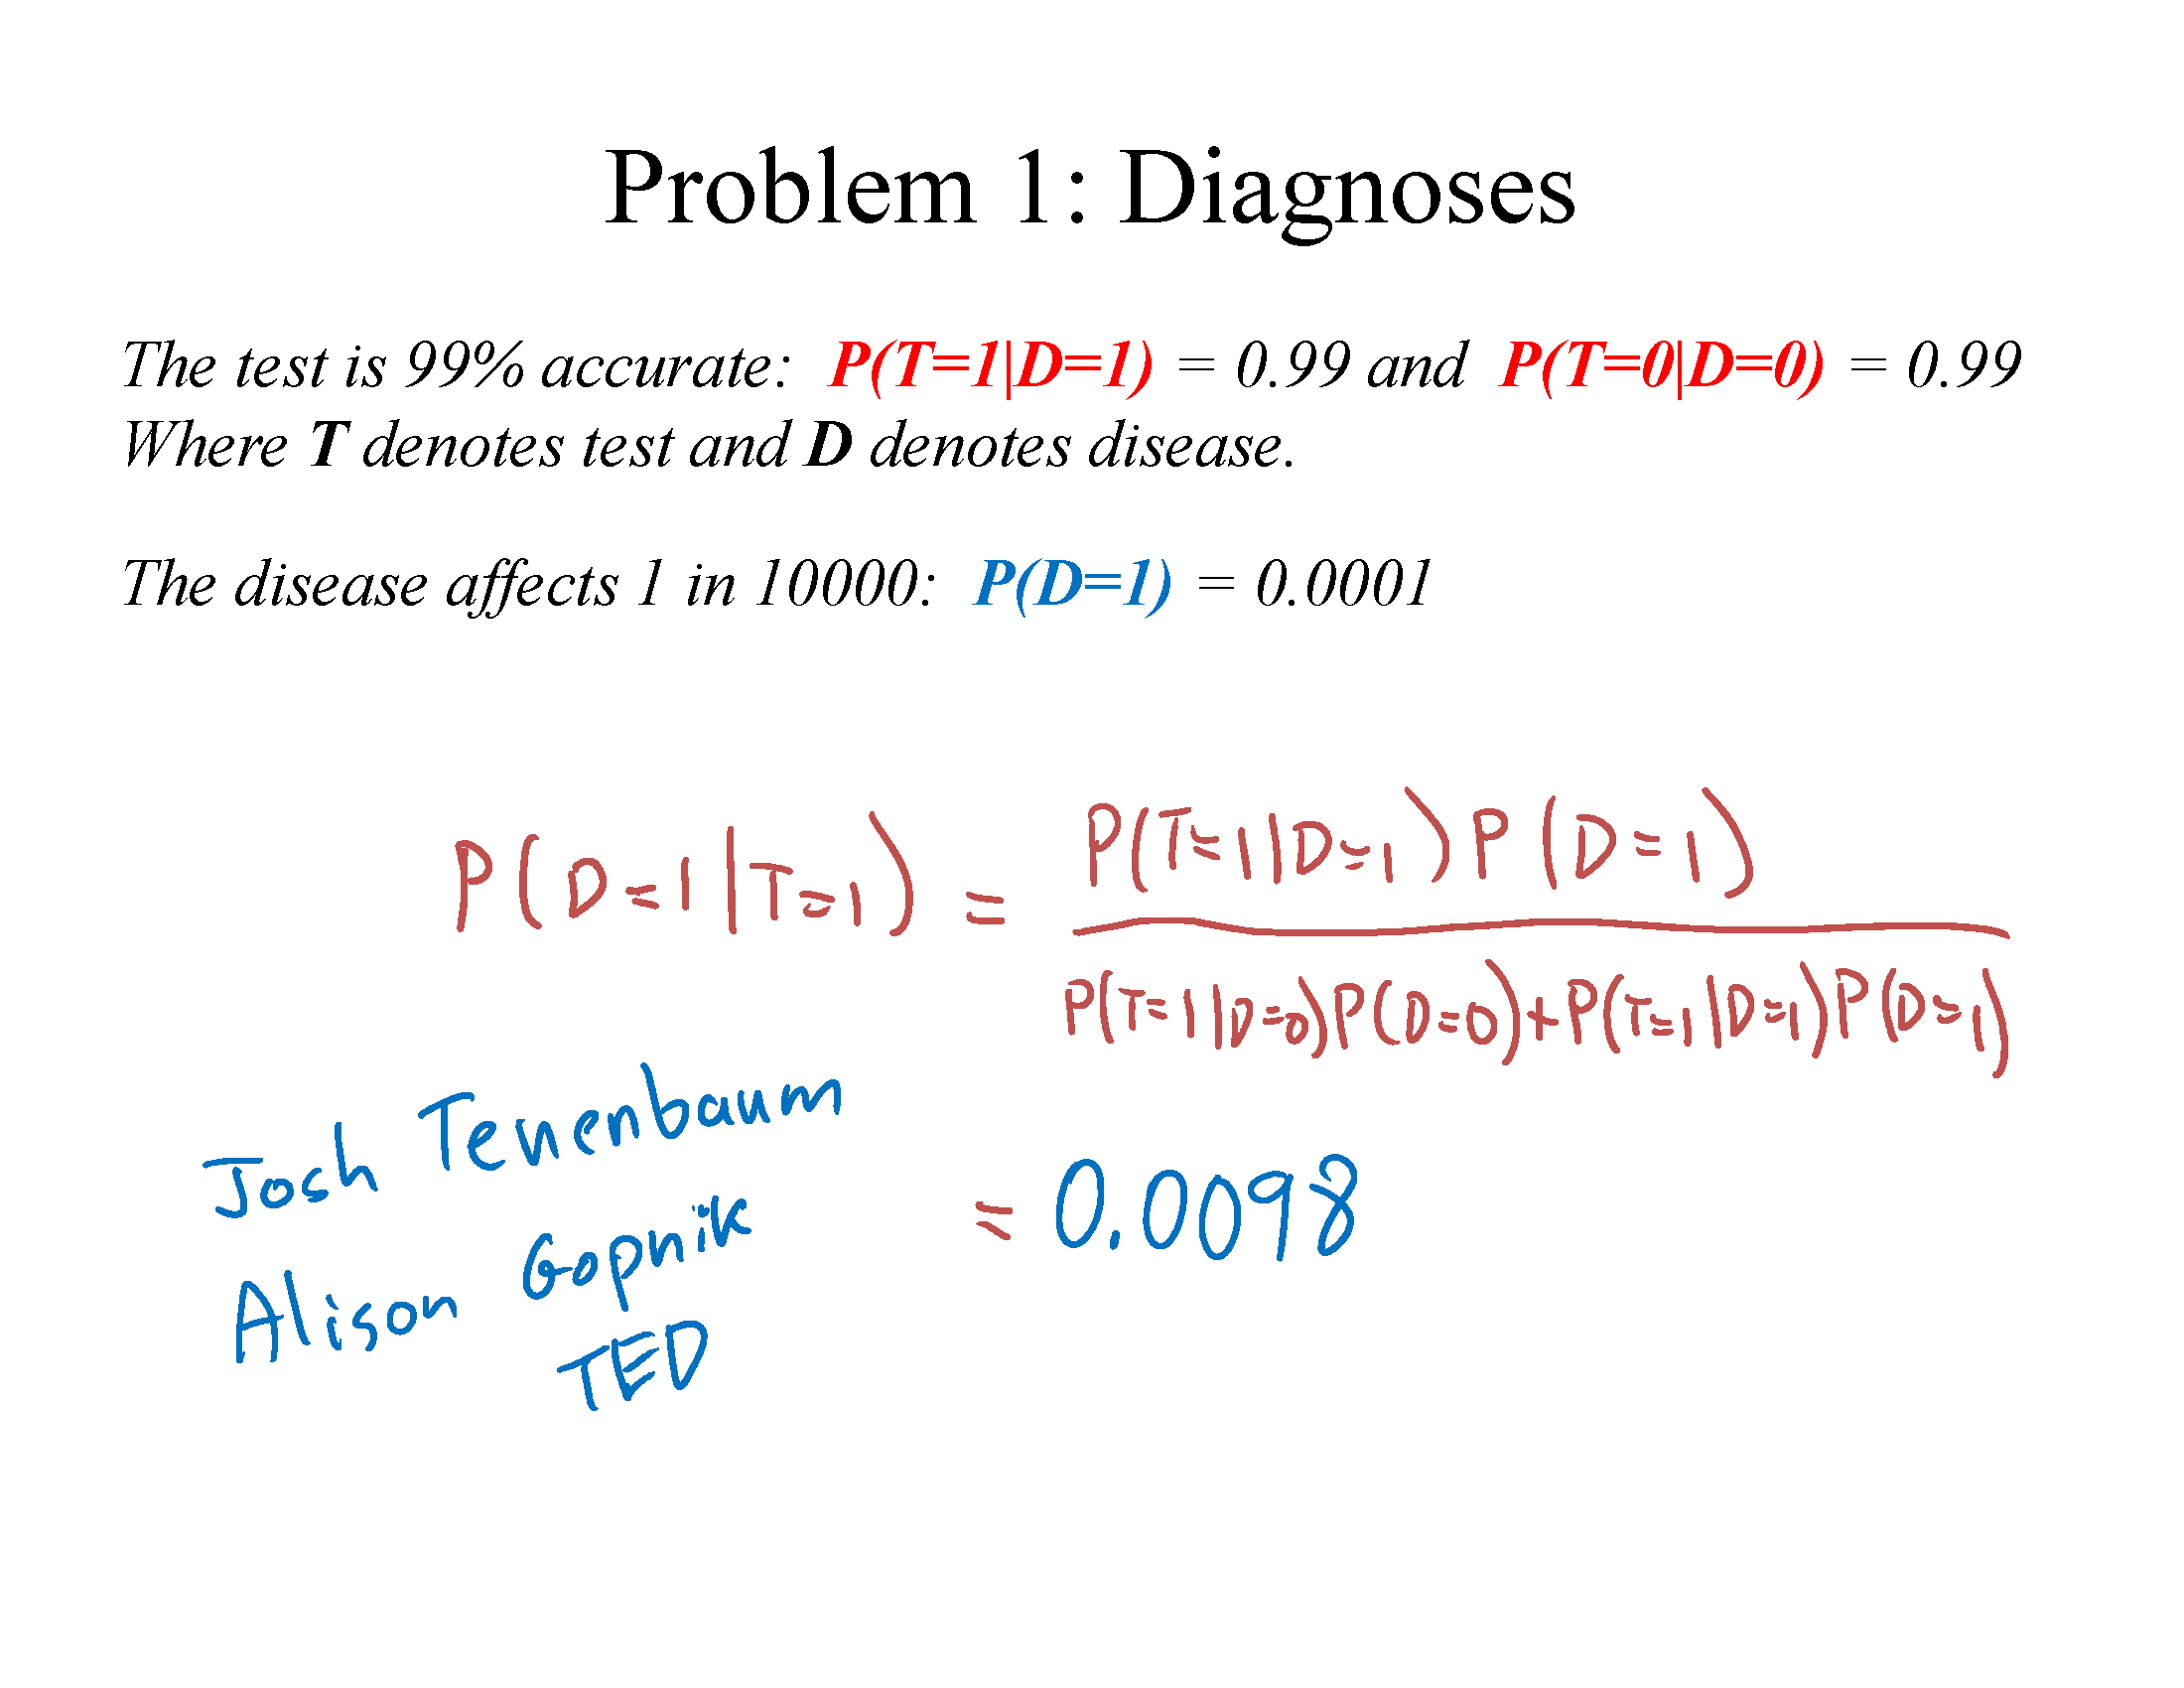 Problem 1: Diagnoses
The test is 99% accurate: P(T=1|D=1) = 0.99 and P(T=0|D=0) = 0.99
Where T denotes test and D denotes disease.
The disease affects 1 in 10000: P(D=1) = 0.0001
P(D=1|T=1) = P(T=1|D=1)P(D=1)
P(T=1|D=0)P(D=0)+P(T=1|D=1)P(D=1)
= 0.0098
Josh Tenenbaum
Alison Gopnik
TED